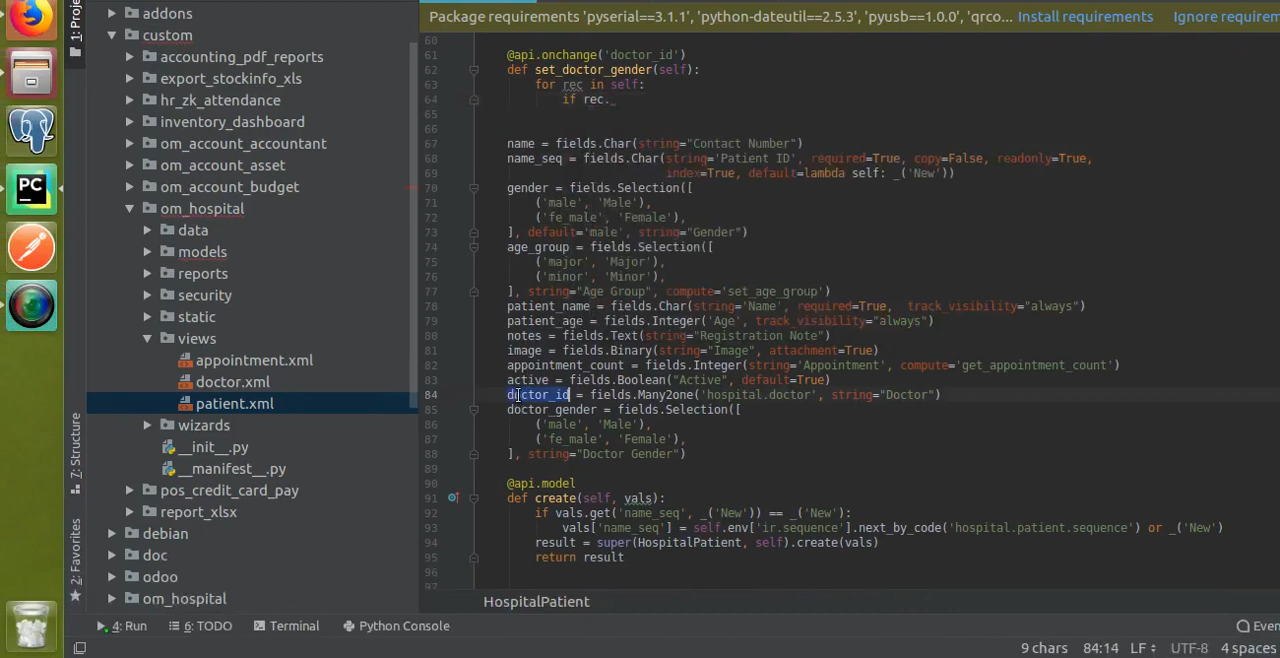 Package requirements 'pyserial==3.1.1', 'python-dateutil==2.5.3', 'pyusb==1.0.0', 'qrco... Install requirements Ignore requirem
1: Proje
addons
custom
accounting_pdf_reports
export_stockinfo_xls
hr_zk_attendance
inventory_dashboard
om_account_accountant
om_account_asset
om_account_budget
om_hospital
data
models
reports
security
static
views
appointment.xml
doctor.xml
patient.xml
wizards
__init__.py
__manifest__.py
pos_credit_card_pay
report_xlsx
debian
doc
odoo
om_hospital
7: Structure
2: Favorites
PC
60
61 @api.onchange('doctor_id')
62 def set_doctor_gender(self):
63 for rec in self:
64 if rec.
65
66
67 name = fields.Char(string="Contact Number")
68 name_seq = fields.Char(string='Patient ID', required=True, copy=False, readonly=True,
69 index=True, default=lambda self: _('New'))
70 gender = fields.Selection([
71 ('male', 'Male'),
72 ('fe_male', 'Female'),
73 ], default='male', string="Gender")
74 age_group = fields.Selection([
75 ('major', 'Major'),
76 ('minor', 'Minor'),
77 ], string="Age Group", compute='set_age_group')
78 patient_name = fields.Char(string='Name', required=True, track_visibility="always")
79 patient_age = fields.Integer('Age', track_visibility="always")
80 notes = fields.Text(string="Registration Note")
81 image = fields.Binary(string="Image", attachment=True)
82 appointment_count = fields.Integer(string='Appointment', compute='get_appointment_count')
83 active = fields.Boolean("Active", default=True)
84 doctor_id = fields.Many2one('hospital.doctor', string="Doctor")
85 doctor_gender = fields.Selection([
86 ('male', 'Male'),
87 ('fe_male', 'Female'),
88 ], string="Doctor Gender")
89
90 @api.model
91 def create(self, vals):
92 if vals.get('name_seq', _('New')) == _('New'):
93 vals['name_seq'] = self.env['ir.sequence'].next_by_code('hospital.patient.sequence') or _('New')
94 result = super(HospitalPatient, self).create(vals)
95 return result
96
97
HospitalPatient
4: Run 6: TODO Terminal Python Console Even
9 chars 84:14 LF UTF-8 4 spaces